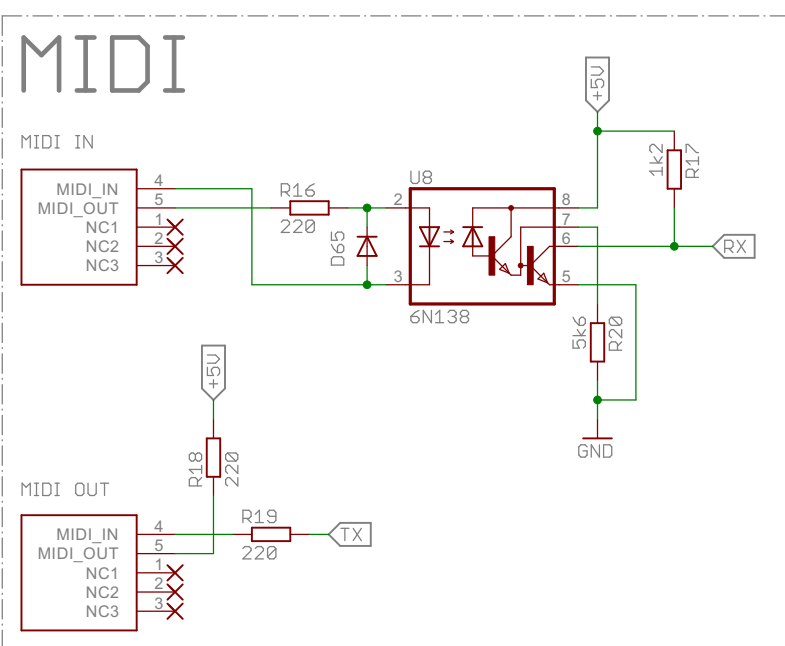 MIDI
MIDI IN
MIDI_IN 4
MIDI_OUT 5
NC1 1
NC2 2
NC3 3
R16
220
D65
U8
2
3
8
7
6
5
6N138
+5V
1k2
R17
RX
5k6
R20
GND
+5V
R18
220
MIDI OUT
MIDI_IN 4
MIDI_OUT 5
NC1 1
NC2 2
NC3 3
R19
220
TX